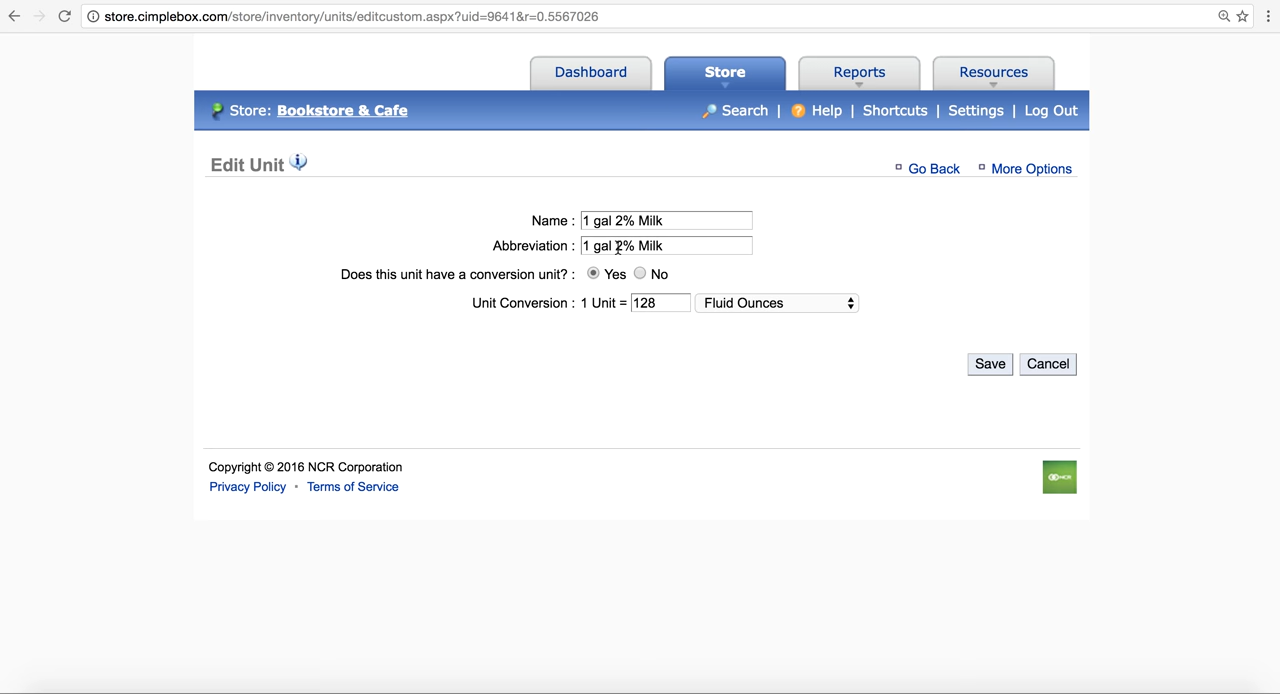 store.cimplebox.com/store/inventory/units/editcustom.aspx?uid=9641&r=0.5567026
Dashboard Store Reports Resources
Store: Bookstore & Cafe Search | Help | Shortcuts | Settings | Log Out
Edit Unit Go Back More Options
Name : 1 gal 2% Milk
Abbreviation : 1 gal 2% Milk
Does this unit have a conversion unit? : Yes No
Unit Conversion : 1 Unit = 128 Fluid Ounces
Save Cancel
Copyright © 2016 NCR Corporation
NCR
Privacy Policy • Terms of Service